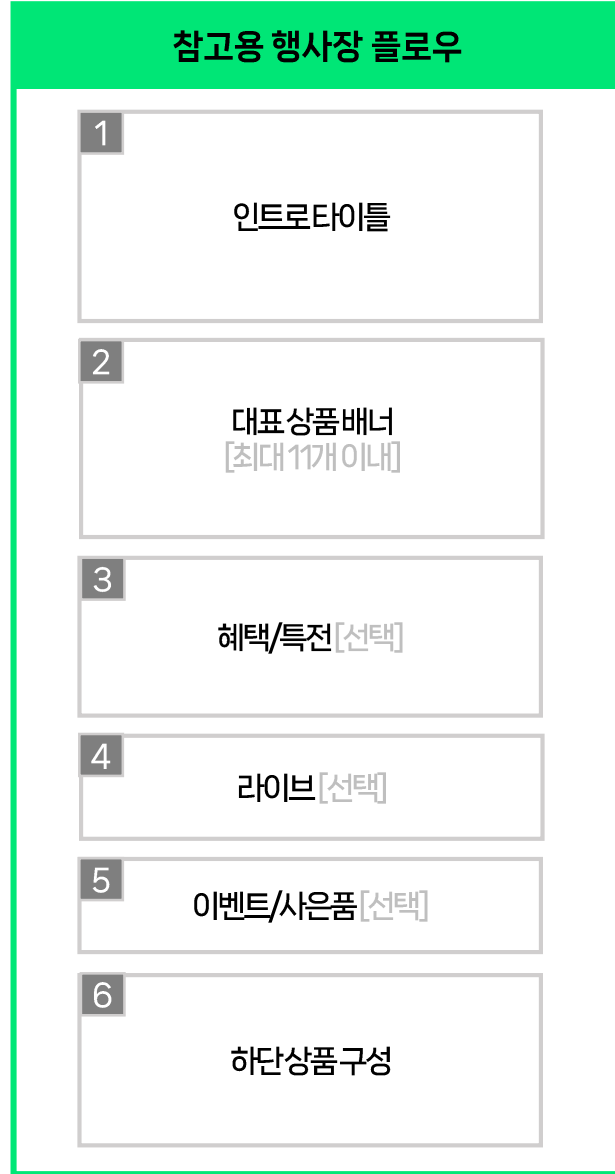 참고용 행사장 플로우
1
인트로타이틀
2
대표 상품 배너
[최대 11개 이내]
3
혜택/특전 [선택]
4
라이브 [선택]
5
이벤트/사은품 [선택]
6
하단 상품 구성